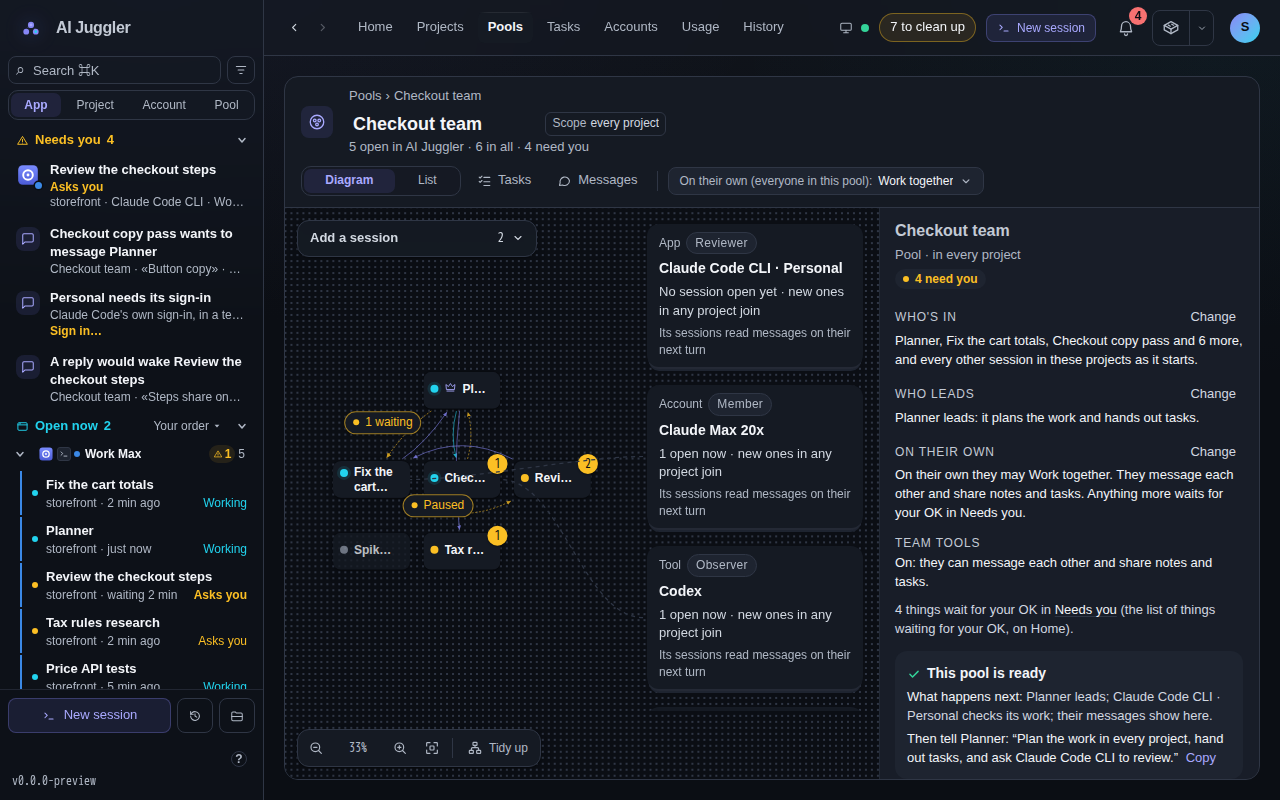 AI Juggler
Search ⌘K
App
Project
Account
Pool
Needs you 4
Review the checkout steps
Asks you
storefront · Claude Code CLI · Wo…
Checkout copy pass wants to
message Planner
Checkout team · «Button copy» · …
Personal needs its sign-in
Claude Code's own sign-in, in a te…
Sign in…
A reply would wake Review the
checkout steps
Checkout team · «Steps share on…
Open now 2
Your order
Work Max
1
5
Fix the cart totals
storefront · 2 min ago
Working
Planner
storefront · just now
Working
Review the checkout steps
storefront · waiting 2 min
Asks you
Tax rules research
storefront · 2 min ago
Asks you
Price API tests
storefront · 5 min ago
Working
New session
?
v0.0.0-preview
Home
Projects
Pools
Tasks
Accounts
Usage
History
7 to clean up
New session
4
S
Pools › Checkout team
Checkout team
Scope every project
5 open in AI Juggler · 6 in all · 4 need you
Diagram
List
Tasks
Messages
On their own (everyone in this pool): Work together
Add a session
2
Pl…
1 waiting
Fix the
cart…
1
Chec…
2
Revi…
Paused
Spik…
1
Tax r…
33%
Tidy up
App
Reviewer
Claude Code CLI · Personal
No session open yet · new ones
in any project join
Its sessions read messages on their
next turn
Account
Member
Claude Max 20x
1 open now · new ones in any
project join
Its sessions read messages on their
next turn
Tool
Observer
Codex
1 open now · new ones in any
project join
Its sessions read messages on their
next turn
Checkout team
Pool · in every project
4 need you
WHO'S IN
Change
Planner, Fix the cart totals, Checkout copy pass and 6 more,
and every other session in these projects as it starts.
WHO LEADS
Change
Planner leads: it plans the work and hands out tasks.
ON THEIR OWN
Change
On their own they may Work together. They message each
other and share notes and tasks. Anything more waits for
your OK in Needs you.
TEAM TOOLS
On: they can message each other and share notes and
tasks.
4 things wait for your OK in Needs you (the list of things
waiting for your OK, on Home).
This pool is ready
What happens next: Planner leads; Claude Code CLI ·
Personal checks its work; their messages show here.
Then tell Planner: “Plan the work in every project, hand
out tasks, and ask Claude Code CLI to review.” Copy